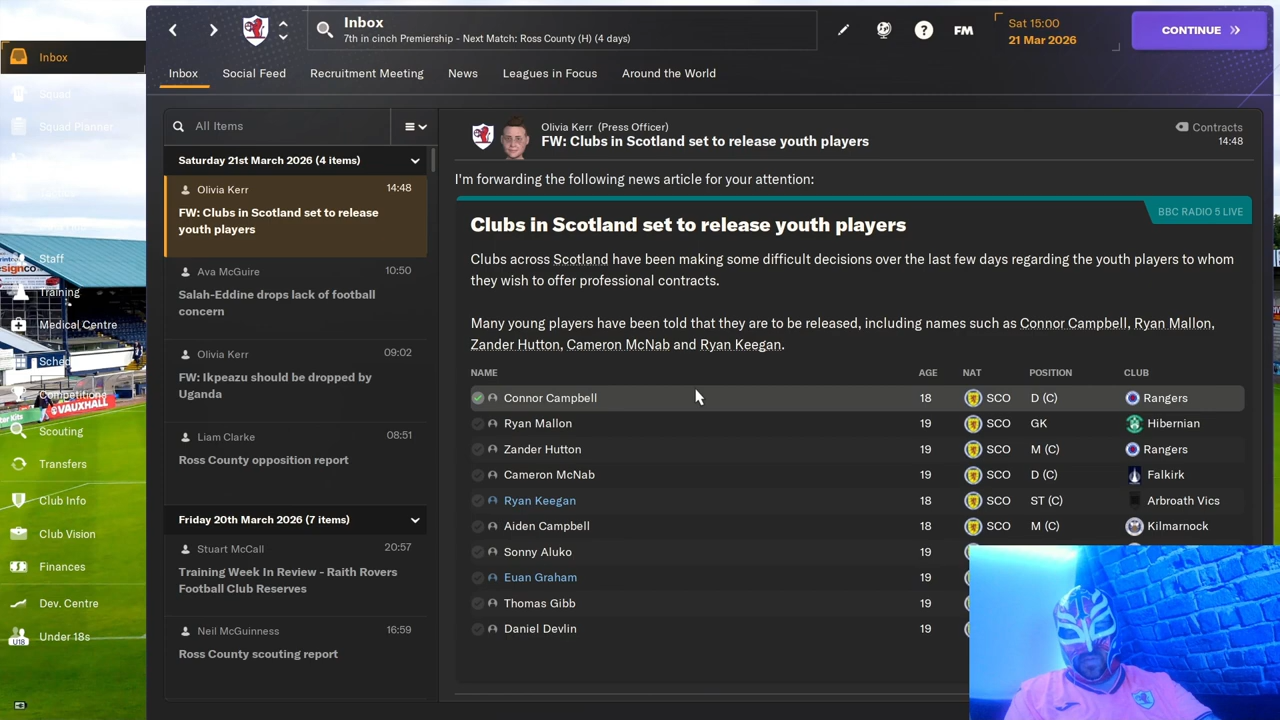 Inbox
7th in cinch Premiership - Next Match: Ross County (H) (4 days)
FM
Sat 15:00
21 Mar 2026
CONTINUE
Inbox
Squad
Squad Planner
Staff
Training
Medical Centre
Sched
Competitions
VAUXHALL
Scouting
Transfers
Club Info
Club Vision
Finances
Dev. Centre
U18
Under 18s
Inbox
Social Feed
Recruitment Meeting
News
Leagues in Focus
Around the World
All Items
Saturday 21st March 2026 (4 items)
Olivia Kerr 14:48
FW: Clubs in Scotland set to release
youth players
Ava McGuire 10:50
Salah-Eddine drops lack of football
concern
Olivia Kerr 09:02
FW: Ikpeazu should be dropped by
Uganda
Liam Clarke 08:51
Ross County opposition report
Friday 20th March 2026 (7 items)
Stuart McCall 20:57
Training Week In Review - Raith Rovers
Football Club Reserves
Neil McGuinness 16:59
Ross County scouting report
Olivia Kerr (Press Officer)
FW: Clubs in Scotland set to release youth players
Contracts
14:48
I'm forwarding the following news article for your attention:
BBC RADIO 5 LIVE
Clubs in Scotland set to release youth players
Clubs across Scotland have been making some difficult decisions over the last few days regarding the youth players to whom
they wish to offer professional contracts.
Many young players have been told that they are to be released, including names such as Connor Campbell, Ryan Mallon,
Zander Hutton, Cameron McNab and Ryan Keegan.
NAME AGE NAT POSITION CLUB
Connor Campbell 18 SCO D (C) Rangers
Ryan Mallon 19 SCO GK Hibernian
Zander Hutton 19 SCO M (C) Rangers
Cameron McNab 19 SCO D (C) Falkirk
Ryan Keegan 18 SCO ST (C) Arbroath Vics
Aiden Campbell 18 SCO M (C) Kilmarnock
Sonny Aluko 19
Euan Graham 19
Thomas Gibb 19
Daniel Devlin 19